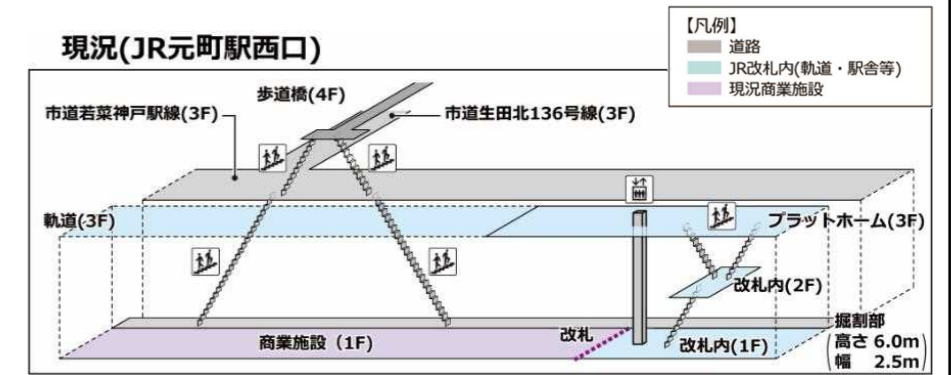 現況(JR元町駅西口)
【凡例】
道路
JR改札内(軌道・駅舎等)
現況商業施設
歩道橋(4F)
市道若菜神戸駅線(3F)
市道生田北136号線(3F)
軌道(3F)
プラットホーム(3F)
改札内(2F)
商業施設(1F)
改札
改札内(1F)
掘割部
高さ 6.0m
幅 2.5m